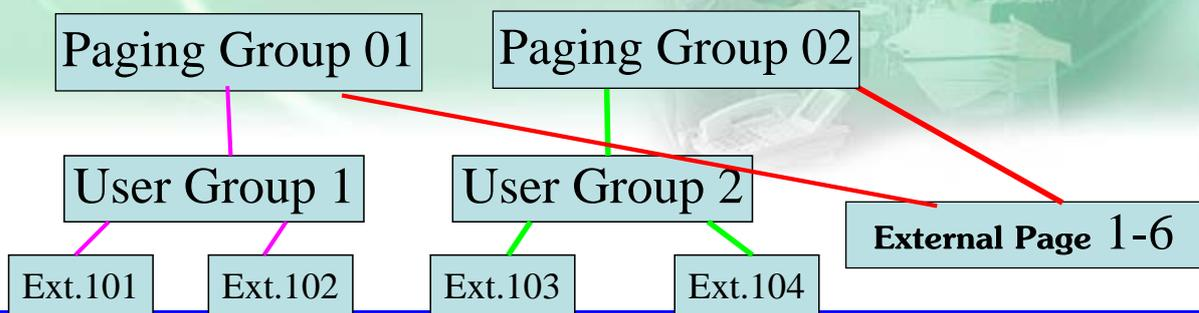 Paging Group 01
Paging Group 02
User Group 1
User Group 2
External Page 1-6
Ext.101
Ext.102
Ext.103
Ext.104